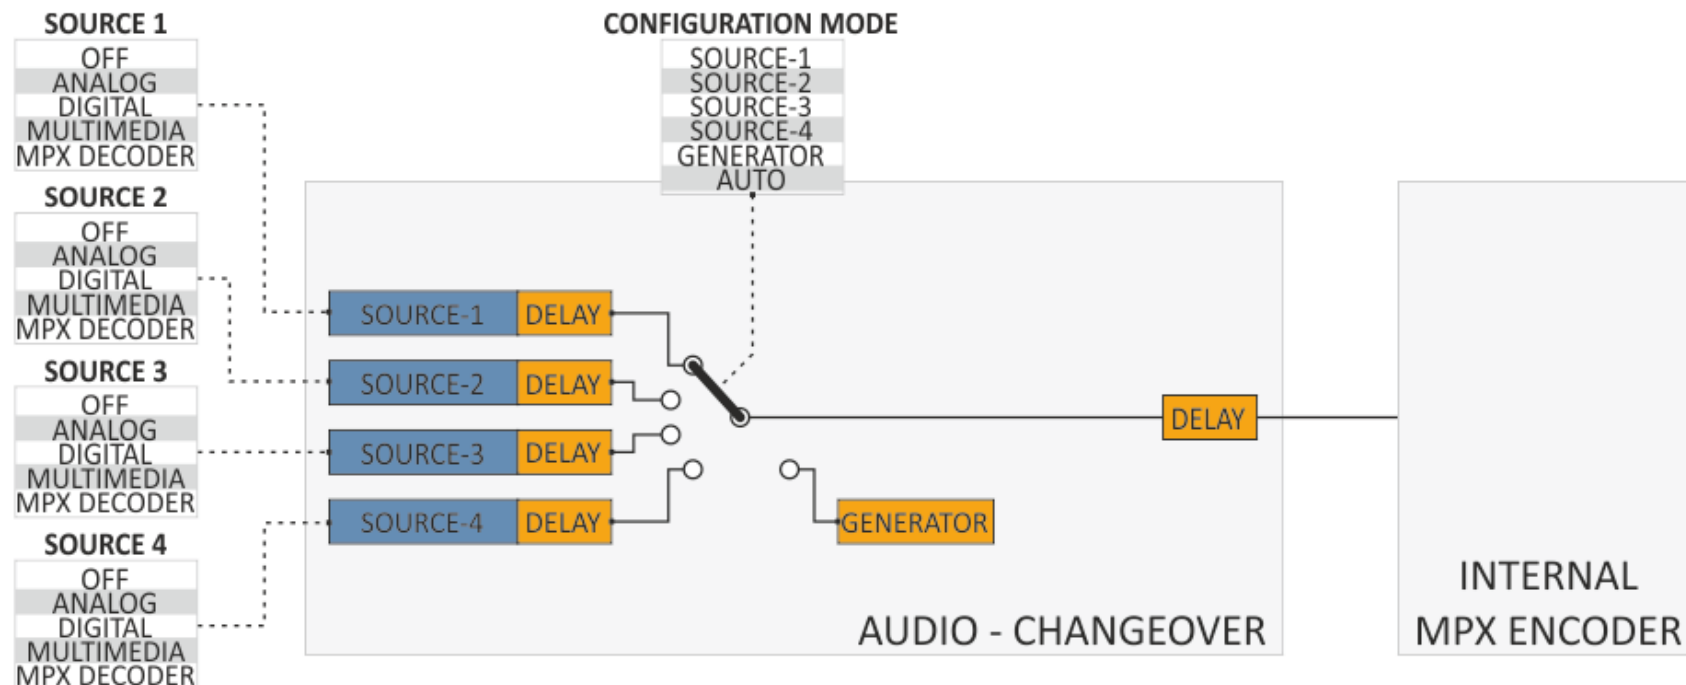 SOURCE 1
OFF
ANALOG
DIGITAL
MULTIMEDIA
MPX DECODER
SOURCE 2
OFF
ANALOG
DIGITAL
MULTIMEDIA
MPX DECODER
SOURCE 3
OFF
ANALOG
DIGITAL
MULTIMEDIA
MPX DECODER
SOURCE 4
OFF
ANALOG
DIGITAL
MULTIMEDIA
MPX DECODER
CONFIGURATION MODE
SOURCE-1
SOURCE-2
SOURCE-3
SOURCE-4
GENERATOR
AUTO
SOURCE-1 DELAY
SOURCE-2 DELAY
SOURCE-3 DELAY
SOURCE-4 DELAY
GENERATOR
DELAY
AUDIO - CHANGEOVER
INTERNAL
MPX ENCODER